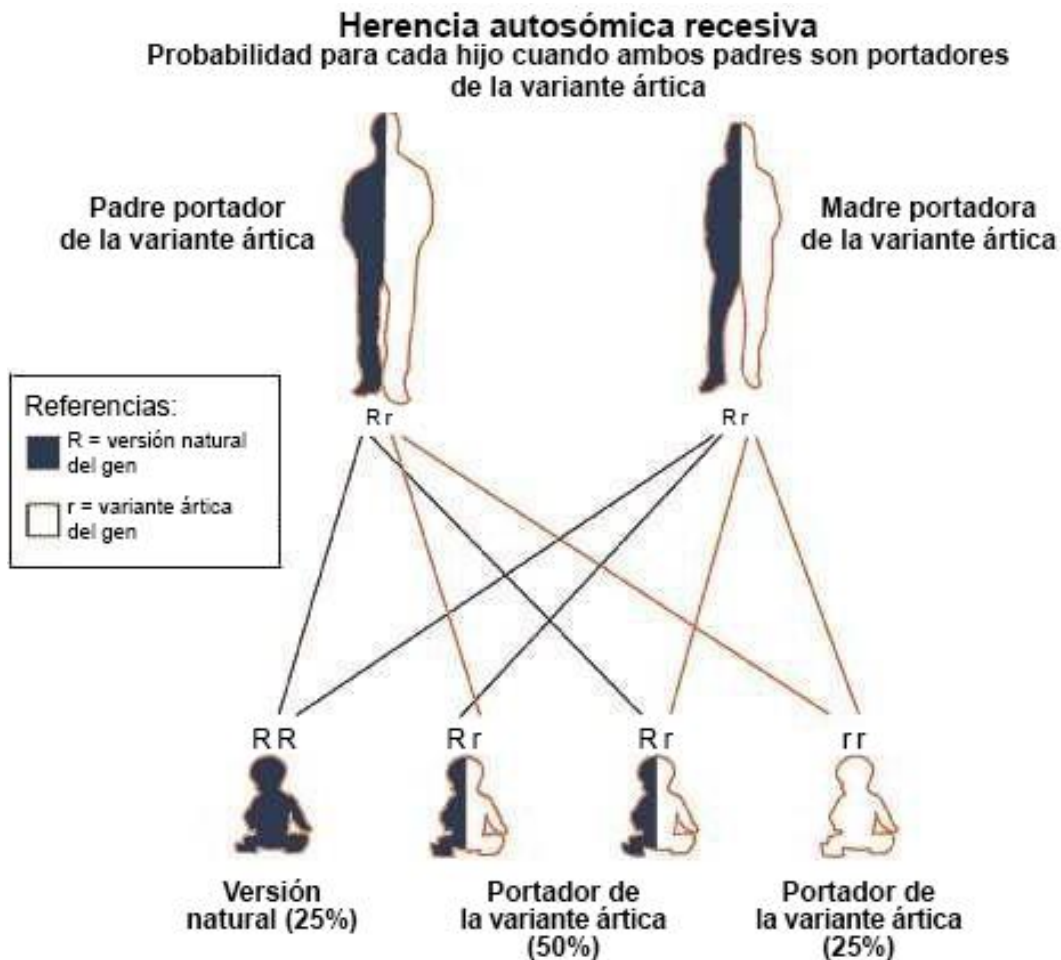 Herencia autosómica recesiva
Probabilidad para cada hijo cuando ambos padres son portadores
de la variante ártica
Padre portador
de la variante ártica
Madre portadora
de la variante ártica
Referencias:
R = versión natural
del gen
r = variante ártica
del gen
R r
R r
R R
R r
R r
r r
Versión
natural (25%)
Portador de
la variante ártica
(50%)
Portador de
la variante ártica
(25%)